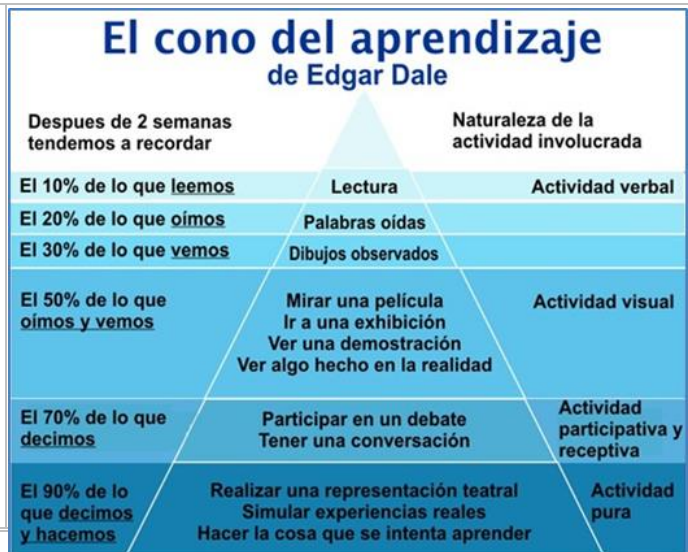 El cono del aprendizaje
de Edgar Dale
Despues de 2 semanas
tendemos a recordar
Naturaleza de la
actividad involucrada
El 10% de lo que leemos
Lectura
Actividad verbal
El 20% de lo que oímos
Palabras oídas
El 30% de lo que vemos
Dibujos observados
El 50% de lo que
oímos y vemos
Mirar una película
Ir a una exhibición
Ver una demostración
Ver algo hecho en la realidad
Actividad visual
El 70% de lo que
decimos
Participar en un debate
Tener una conversación
Actividad
participativa y
receptiva
El 90% de lo
que decimos
y hacemos
Realizar una representación teatral
Simular experiencias reales
Hacer la cosa que se intenta aprender
Actividad
pura